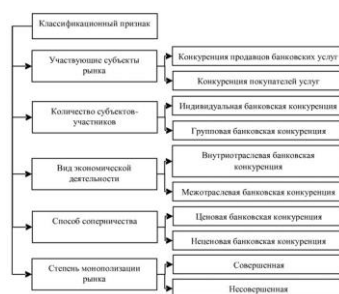 Классификационный признак
Участвующие субъекты
рынка
Конкуренция продавцов банковских услуг
Конкуренция покупателей услуг
Количество субъектов-
участников
Индивидуальная банковская конкуренция
Групповая банковская конкуренция
Вид экономической
деятельности
Внутриотраслевая банковская
конкуренция
Межотраслевая банковская конкуренция
Способ соперничества
Ценовая банковская конкуренция
Неценовая банковская конкуренция
Степень монополизации
рынка
Совершенная
Несовершенная